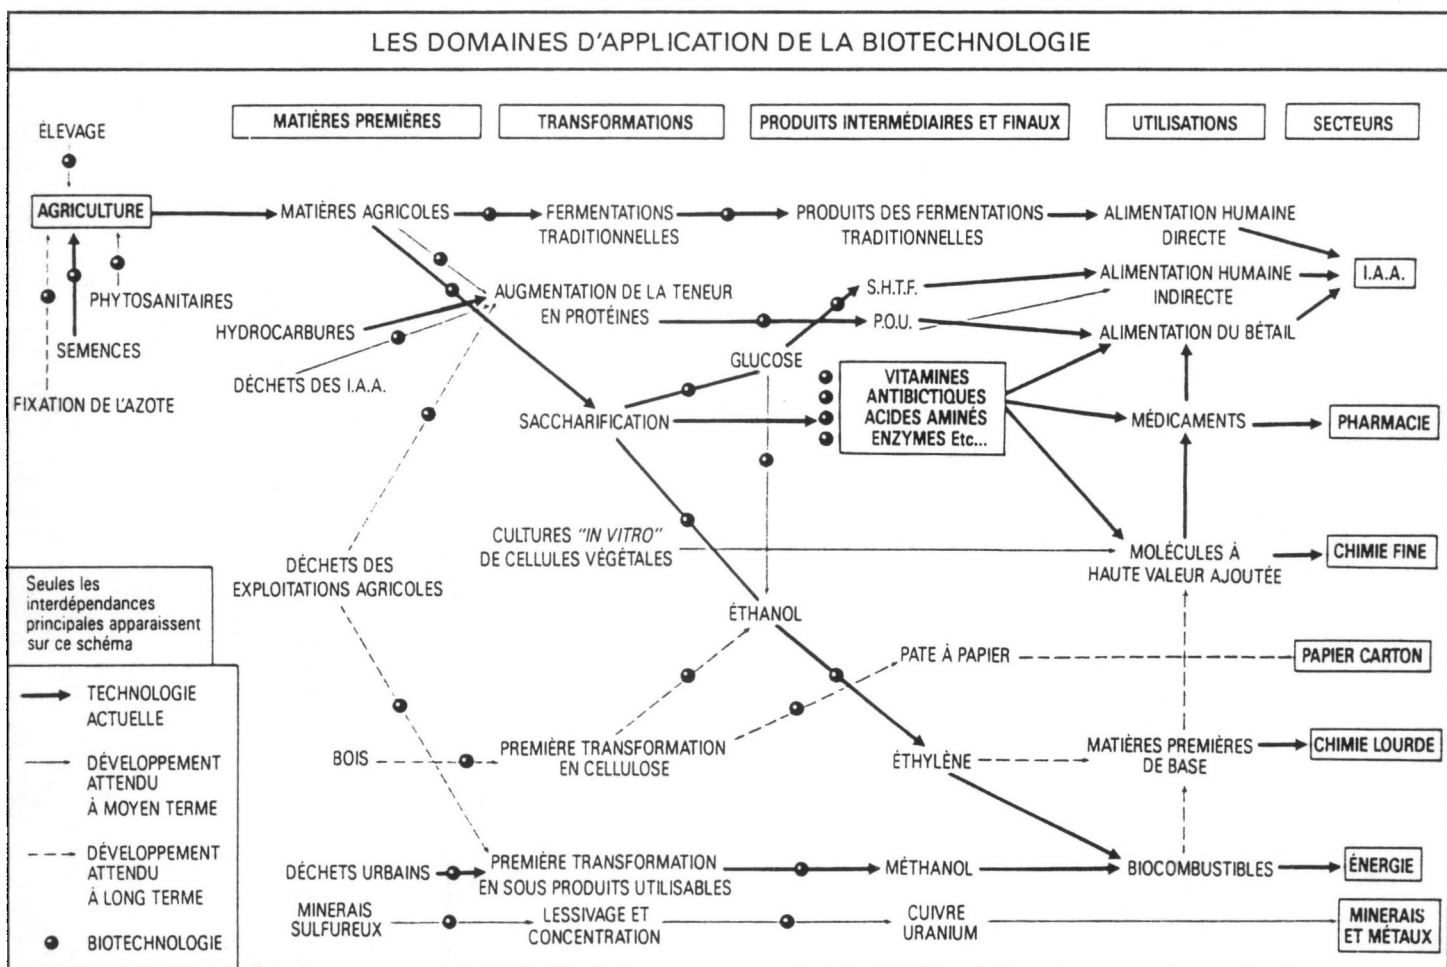 LES DOMAINES D'APPLICATION DE LA BIOTECHNOLOGIE
MATIÈRES PREMIÈRES
TRANSFORMATIONS
PRODUITS INTERMÉDIAIRES ET FINAUX
UTILISATIONS
SECTEURS
ÉLEVAGE
AGRICULTURE
PHYTOSANITAIRES
SEMENCES
FIXATION DE L'AZOTE
MATIÈRES AGRICOLES
FERMENTATIONS
TRADITIONNELLES
PRODUITS DES FERMENTATIONS
TRADITIONNELLES
ALIMENTATION HUMAINE
DIRECTE
I.A.A.
HYDROCARBURES
DÉCHETS DES I.A.A.
AUGMENTATION DE LA TENEUR
EN PROTÉINES
S.H.T.F.
P.O.U.
ALIMENTATION HUMAINE
INDIRECTE
ALIMENTATION DU BÉTAIL
GLUCOSE
SACCHARIFICATION
VITAMINES
ANTIBICTIQUES
ACIDES AMINÉS
ENZYMES Etc...
MÉDICAMENTS
PHARMACIE
CULTURES "IN VITRO"
DE CELLULES VÉGÉTALES
MOLÉCULES À
HAUTE VALEUR AJOUTÉE
CHIMIE FINE
DÉCHETS DES
EXPLOITATIONS AGRICOLES
ÉTHANOL
PATE À PAPIER
PAPIER CARTON
BOIS
PREMIÈRE TRANSFORMATION
EN CELLULOSE
ÉTHYLÈNE
MATIÈRES PREMIÈRES
DE BASE
CHIMIE LOURDE
DÉCHETS URBAINS
PREMIÈRE TRANSFORMATION
EN SOUS PRODUITS UTILISABLES
MÉTHANOL
BIOCOMBUSTIBLES
ÉNERGIE
MINERAIS
SULFUREUX
LESSIVAGE ET
CONCENTRATION
CUIVRE
URANIUM
MINERAIS
ET MÉTAUX
Seules les
interdépendances
principales apparaissent
sur ce schéma
TECHNOLOGIE
ACTUELLE
DÉVELOPPEMENT
ATTENDU
À MOYEN TERME
DÉVELOPPEMENT
ATTENDU
À LONG TERME
BIOTECHNOLOGIE